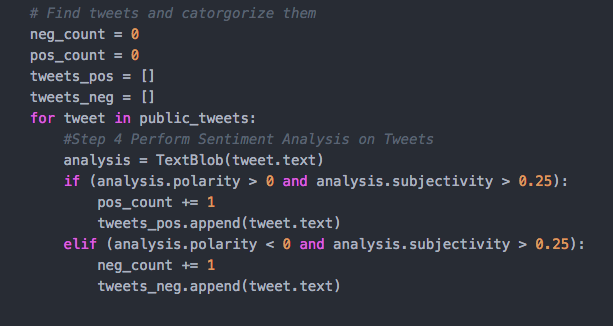 # Find tweets and catorgorize them
neg_count = 0
pos_count = 0
tweets_pos = []
tweets_neg = []
for tweet in public_tweets:
    #Step 4 Perform Sentiment Analysis on Tweets
    analysis = TextBlob(tweet.text)
    if (analysis.polarity > 0 and analysis.subjectivity > 0.25):
        pos_count += 1
        tweets_pos.append(tweet.text)
    elif (analysis.polarity < 0 and analysis.subjectivity > 0.25):
        neg_count += 1
        tweets_neg.append(tweet.text)